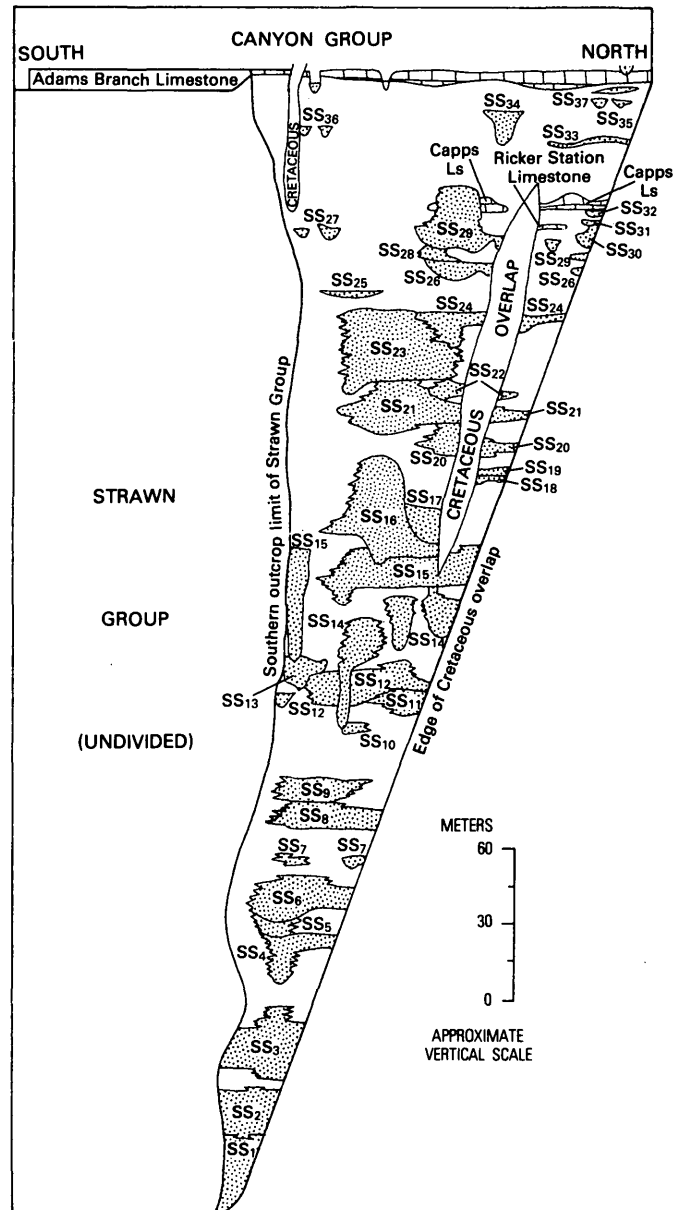 CANYON GROUP
SOUTH
NORTH
Adams Branch Limestone
SS36
CRETACEOUS
SS34
SS37
SS35
SS33
Ricker Station
Limestone
Capps
Ls
Capps
Ls
SS32
SS31
SS30
SS27
SS29
SS28
SS26
SS29
SS26
SS25
SS24
SS24
OVERLAP
SS23
SS22
SS21
SS21
SS20
SS20
SS19
SS18
CRETACEOUS
STRAWN
SS17
SS16
SS15
SS15
Southern outcrop limit of Strawn Group
GROUP
SS14
SS14
Edge of Cretaceous overlap
SS13
SS12
SS12
SS11
SS10
(UNDIVIDED)
SS9
SS8
SS7
SS7
SS6
SS5
SS4
SS3
SS2
SS1
METERS
60
30
0
APPROXIMATE
VERTICAL SCALE